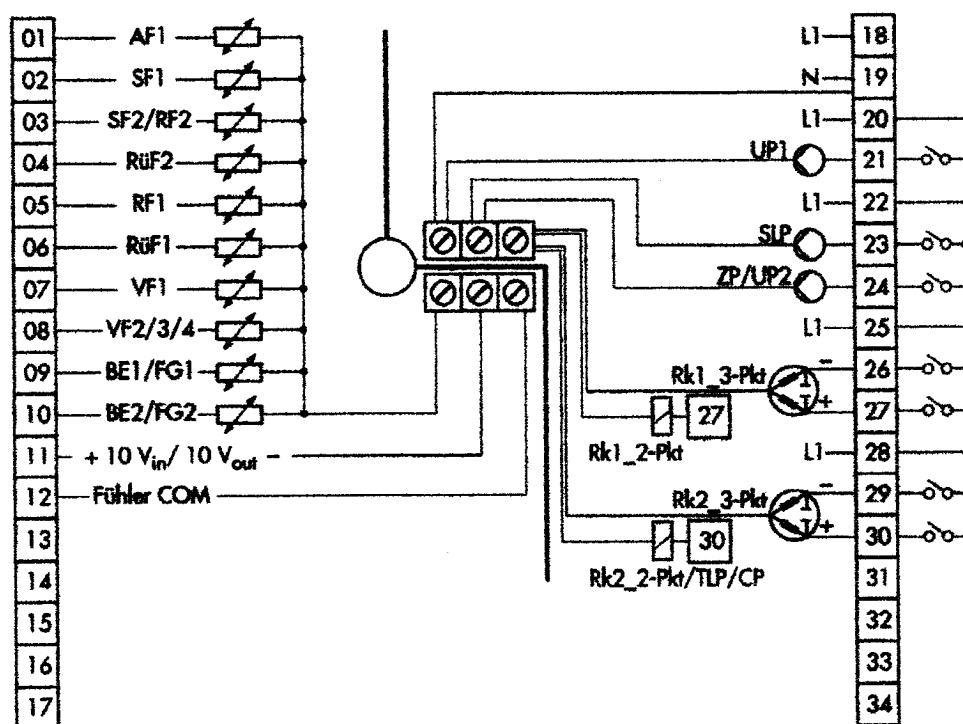 01 AF1
02 SF1
03 SF2/RF2
04 RüF2
05 RF1
06 RüF1
07 VF1
08 VF2/3/4
09 BE1/FG1
10 BE2/FG2
11 + 10 Vin/ 10 Vout -
12 Fühler COM
13
14
15
16
17
L1 18
N 19
L1 20
UP1 21
L1 22
SLP 23
ZP/UP2 24
L1 25
Rk1_3-Pkt - 26
27 + 27
Rk1_2-Pkt
L1 28
Rk2_3-Pkt - 29
30 + 30
Rk2_2-Pkt/TLP/CP
31
32
33
34